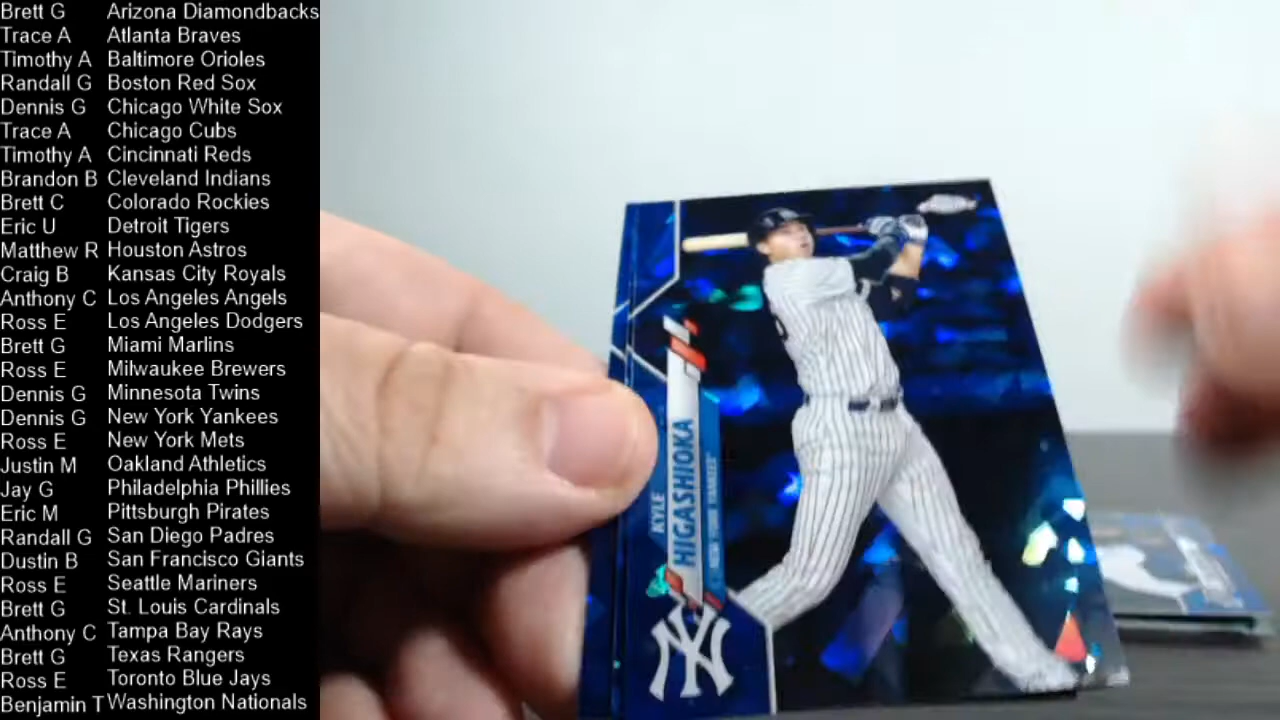 Brett G Arizona Diamondbacks
Trace A Atlanta Braves
Timothy A Baltimore Orioles
Randall G Boston Red Sox
Dennis G Chicago White Sox
Trace A Chicago Cubs
Timothy A Cincinnati Reds
Brandon B Cleveland Indians
Brett C Colorado Rockies
Eric U Detroit Tigers
Matthew R Houston Astros
Craig B Kansas City Royals
Anthony C Los Angeles Angels
Ross E Los Angeles Dodgers
Brett G Miami Marlins
Ross E Milwaukee Brewers
Dennis G Minnesota Twins
Dennis G New York Yankees
Ross E New York Mets
Justin M Oakland Athletics
Jay G Philadelphia Phillies
Eric M Pittsburgh Pirates
Randall G San Diego Padres
Dustin B San Francisco Giants
Ross E Seattle Mariners
Brett G St. Louis Cardinals
Anthony C Tampa Bay Rays
Brett G Texas Rangers
Ross E Toronto Blue Jays
Benjamin T Washington Nationals
KYLE
HIGASHIOKA
NEW YORK YANKEES
NY